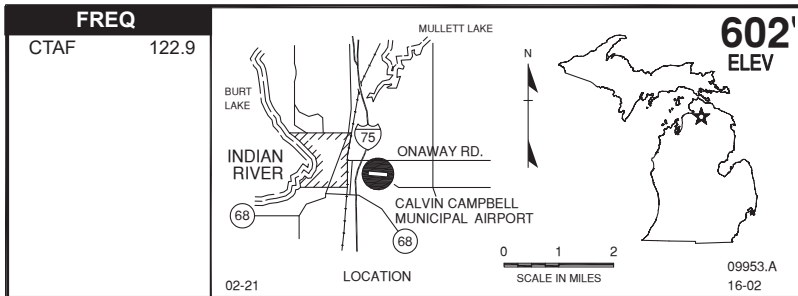 FREQ
CTAF 122.9
MULLETT LAKE
BURT
LAKE
75
ONAWAY RD.
INDIAN
RIVER
CALVIN CAMPBELL
MUNICIPAL AIRPORT
68
68
LOCATION
02-21
N
0 1 2
SCALE IN MILES
602'
ELEV
09953.A
16-02